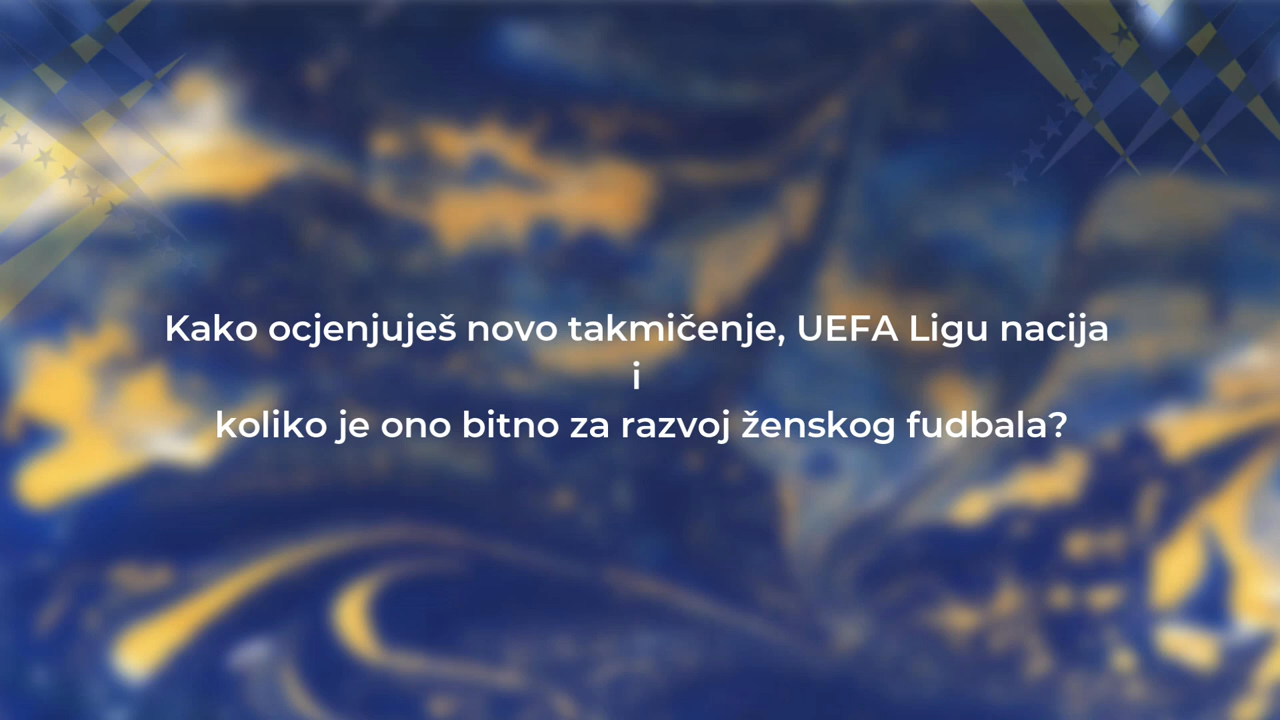 Kako ocjenjuješ novo takmičenje, UEFA Ligu nacija
i
koliko je ono bitno za razvoj ženskog fudbala?